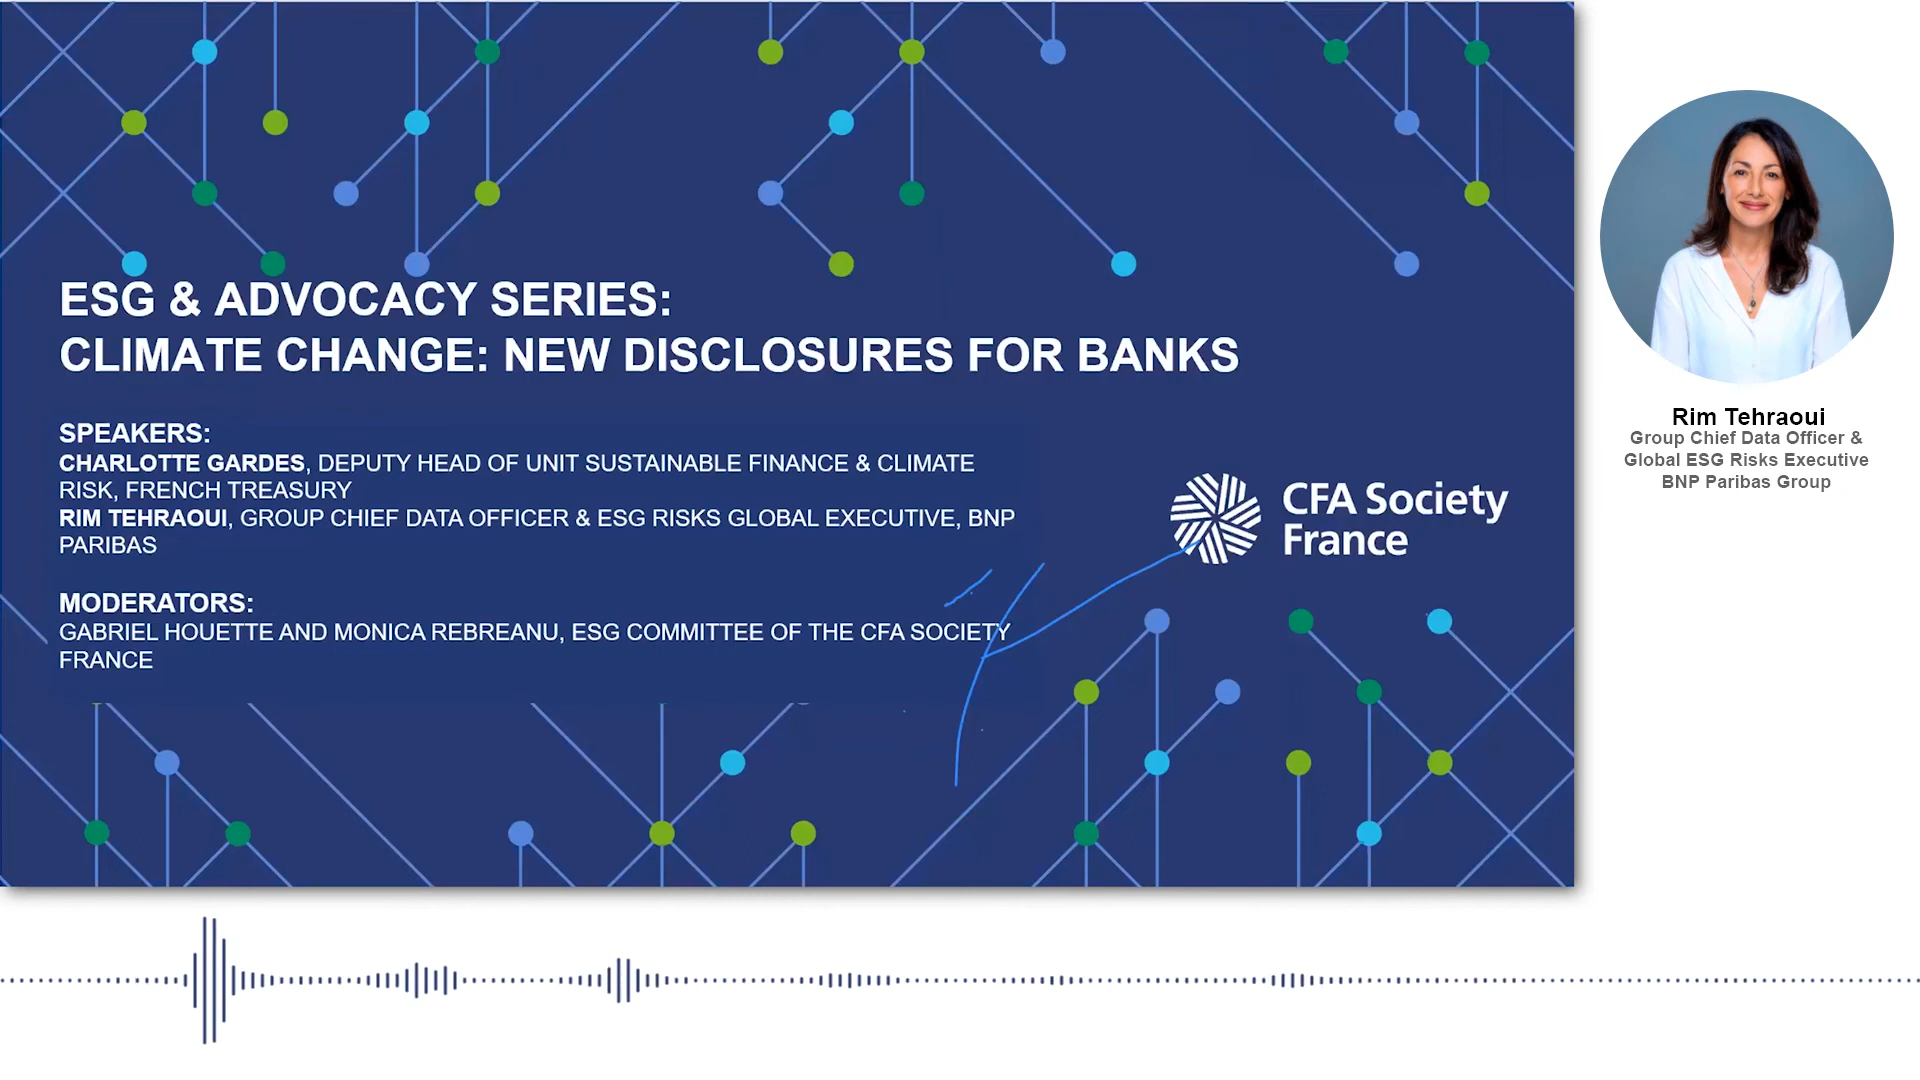 ESG & ADVOCACY SERIES:
CLIMATE CHANGE: NEW DISCLOSURES FOR BANKS
SPEAKERS:
CHARLOTTE GARDES, DEPUTY HEAD OF UNIT SUSTAINABLE FINANCE & CLIMATE
RISK, FRENCH TREASURY
RIM TEHRAOUI, GROUP CHIEF DATA OFFICER & ESG RISKS GLOBAL EXECUTIVE, BNP
PARIBAS
MODERATORS:
GABRIEL HOUETTE AND MONICA REBREANU, ESG COMMITTEE OF THE CFA SOCIETY
FRANCE
CFA Society
France
Rim Tehraoui
Group Chief Data Officer &
Global ESG Risks Executive
BNP Paribas Group